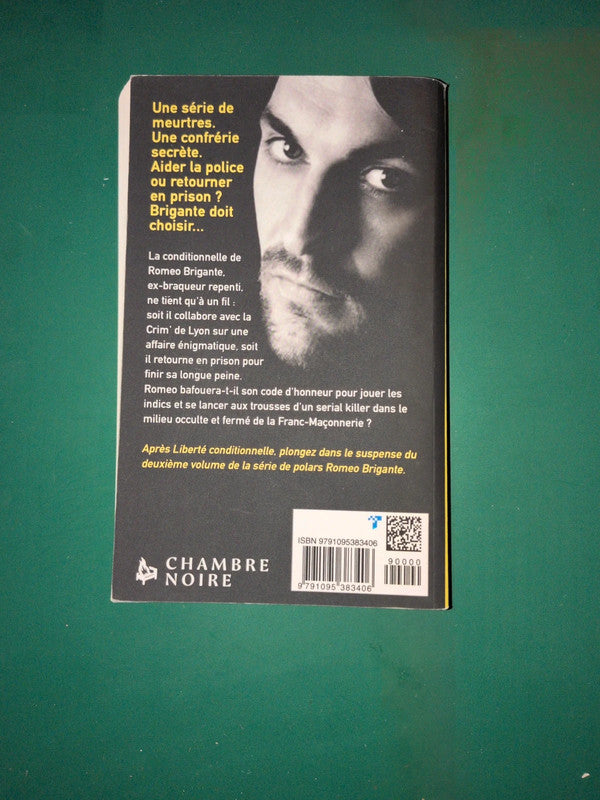 Une série de
meurtres.
Une confrérie
secrète.
Aider la police
ou retourner
en prison ?
Brigante doit
choisir...
La conditionnelle de
Romeo Brigante,
ex-braqueur repenti,
ne tient qu'à un fil :
soit il collabore avec la
Crim' de Lyon sur une
affaire énigmatique, soit
il retourne en prison pour
finir sa longue peine.
Romeo bafouera-t-il son code d'honneur pour jouer les
indics et se lancer aux trousses d'un serial killer dans le
milieu occulte et fermé de la Franc-Maçonnerie ?
Après Liberté conditionnelle, plongez dans le suspense du
deuxième volume de la série de polars Romeo Brigante.
ISBN 9791095383406
90000
9 791095 383406
CHAMBRE
NOIRE